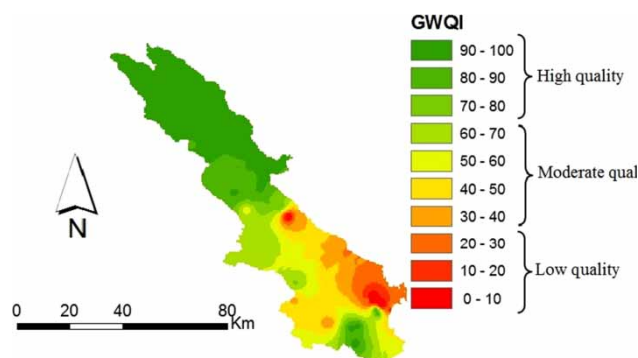 GWQI
90 - 100
80 - 90
70 - 80
60 - 70
50 - 60
40 - 50
30 - 40
20 - 30
10 - 20
0 - 10
High quality
Moderate qual
Low quality
N
0 20 40 80
Km